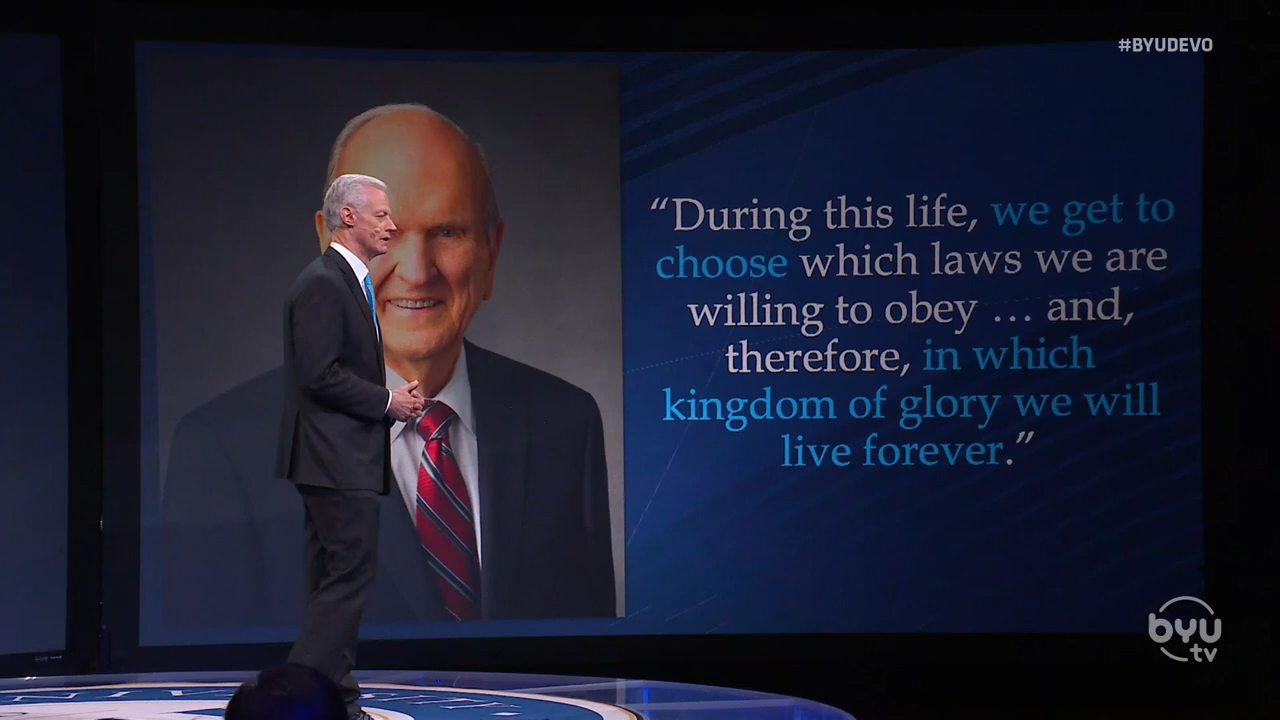 #BYUDEVO
“During this life, we get to
choose which laws we are
willing to obey … and,
therefore, in which
kingdom of glory we will
live forever.”
byu
tv